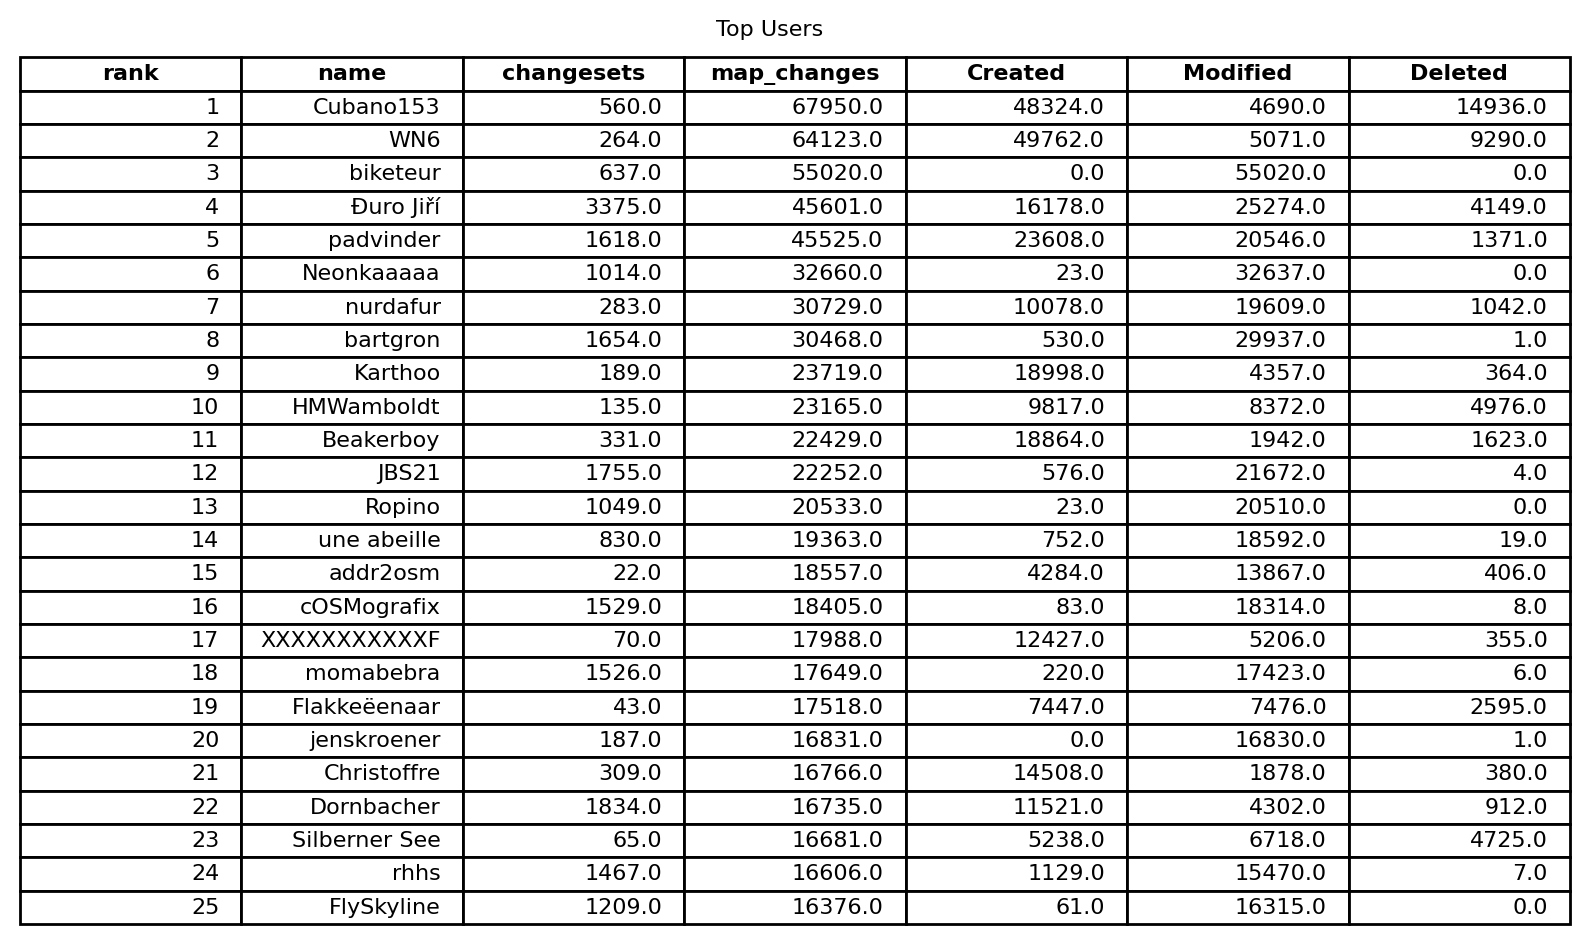 Top Users
rank name changesets map_changes Created Modified Deleted
1 Cubano153 560.0 67950.0 48324.0 4690.0 14936.0
2 WN6 264.0 64123.0 49762.0 5071.0 9290.0
3 biketeur 637.0 55020.0 0.0 55020.0 0.0
4 Đuro Jiří 3375.0 45601.0 16178.0 25274.0 4149.0
5 padvinder 1618.0 45525.0 23608.0 20546.0 1371.0
6 Neonkaaaaa 1014.0 32660.0 23.0 32637.0 0.0
7 nurdafur 283.0 30729.0 10078.0 19609.0 1042.0
8 bartgron 1654.0 30468.0 530.0 29937.0 1.0
9 Karthoo 189.0 23719.0 18998.0 4357.0 364.0
10 HMWamboldt 135.0 23165.0 9817.0 8372.0 4976.0
11 Beakerboy 331.0 22429.0 18864.0 1942.0 1623.0
12 JBS21 1755.0 22252.0 576.0 21672.0 4.0
13 Ropino 1049.0 20533.0 23.0 20510.0 0.0
14 une abeille 830.0 19363.0 752.0 18592.0 19.0
15 addr2osm 22.0 18557.0 4284.0 13867.0 406.0
16 cOSMografix 1529.0 18405.0 83.0 18314.0 8.0
17 XXXXXXXXXXXF 70.0 17988.0 12427.0 5206.0 355.0
18 momabebra 1526.0 17649.0 220.0 17423.0 6.0
19 Flakkeëenaar 43.0 17518.0 7447.0 7476.0 2595.0
20 jenskroener 187.0 16831.0 0.0 16830.0 1.0
21 Christoffre 309.0 16766.0 14508.0 1878.0 380.0
22 Dornbacher 1834.0 16735.0 11521.0 4302.0 912.0
23 Silberner See 65.0 16681.0 5238.0 6718.0 4725.0
24 rhhs 1467.0 16606.0 1129.0 15470.0 7.0
25 FlySkyline 1209.0 16376.0 61.0 16315.0 0.0